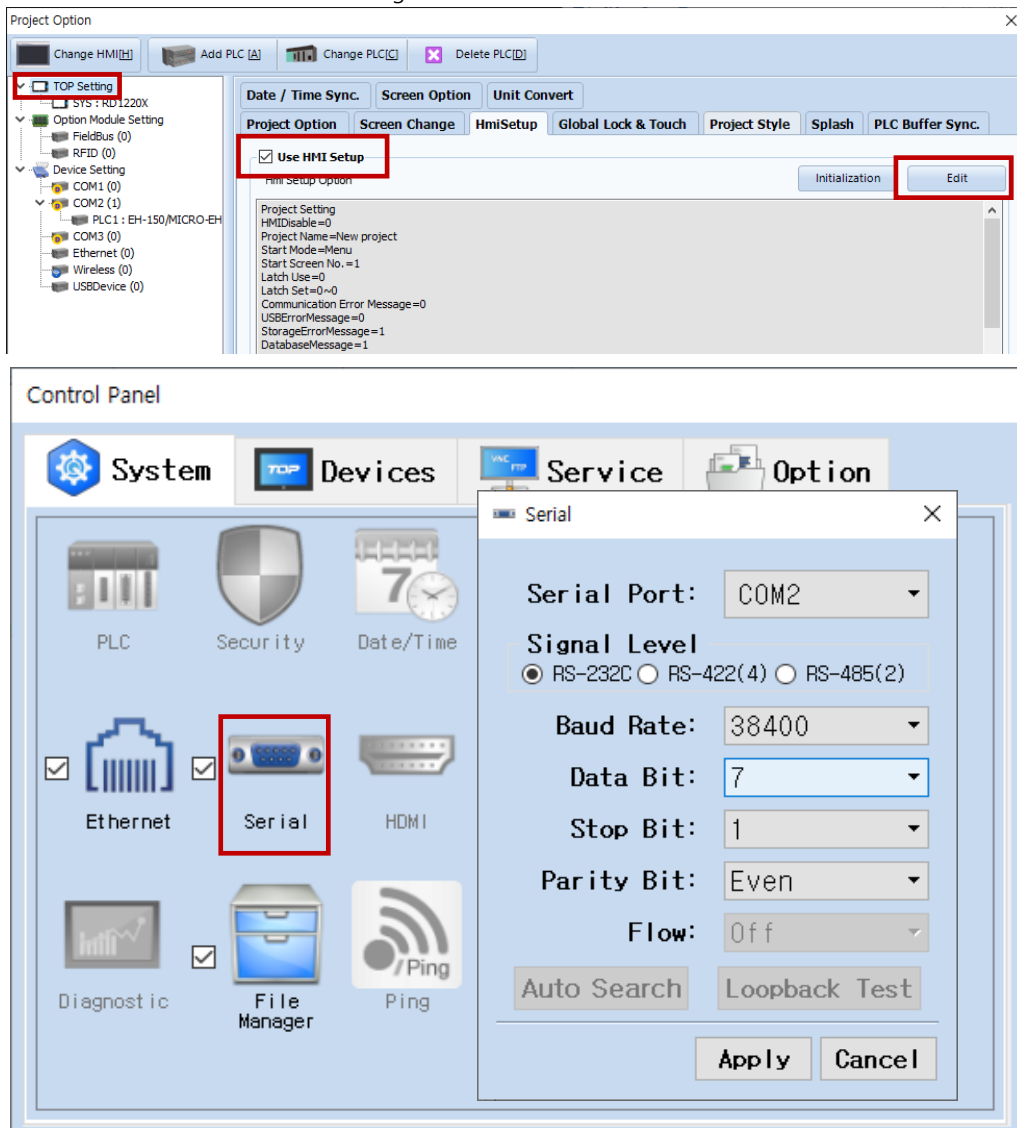 Project Option
Change HMI[H] Add PLC [A] Change PLC[C] Delete PLC[D]
TOP Setting
SYS : RD1220X
Option Module Setting
FieldBus (0)
RFID (0)
Device Setting
COM1 (0)
COM2 (1)
PLC1 : EH-150/MICRO-EH
COM3 (0)
Ethernet (0)
Wireless (0)
USBDevice (0)
Date / Time Sync. Screen Option Unit Convert
Project Option Screen Change HmiSetup Global Lock & Touch Project Style Splash PLC Buffer Sync.
Use HMI Setup
Hmi Setup Option Initialization Edit
Project Setting
HMIDisable=0
Project Name=New project
Start Mode=Menu
Start Screen No.=1
Latch Use=0
Latch Set=0~0
Communication Error Message=0
USBErrorMessage=0
StorageErrorMessage=1
DatabaseMessage=1
Control Panel
System TOP Devices VNC FTP Service Option
PLC Security 7 Date/Time
Ethernet Serial HDMI
Diagnostic File Manager /Ping Ping
Serial
Serial Port: COM2
Signal Level
RS-232C RS-422(4) RS-485(2)
Baud Rate: 38400
Data Bit: 7
Stop Bit: 1
Parity Bit: Even
Flow: Off
Auto Search Loopback Test
Apply Cancel